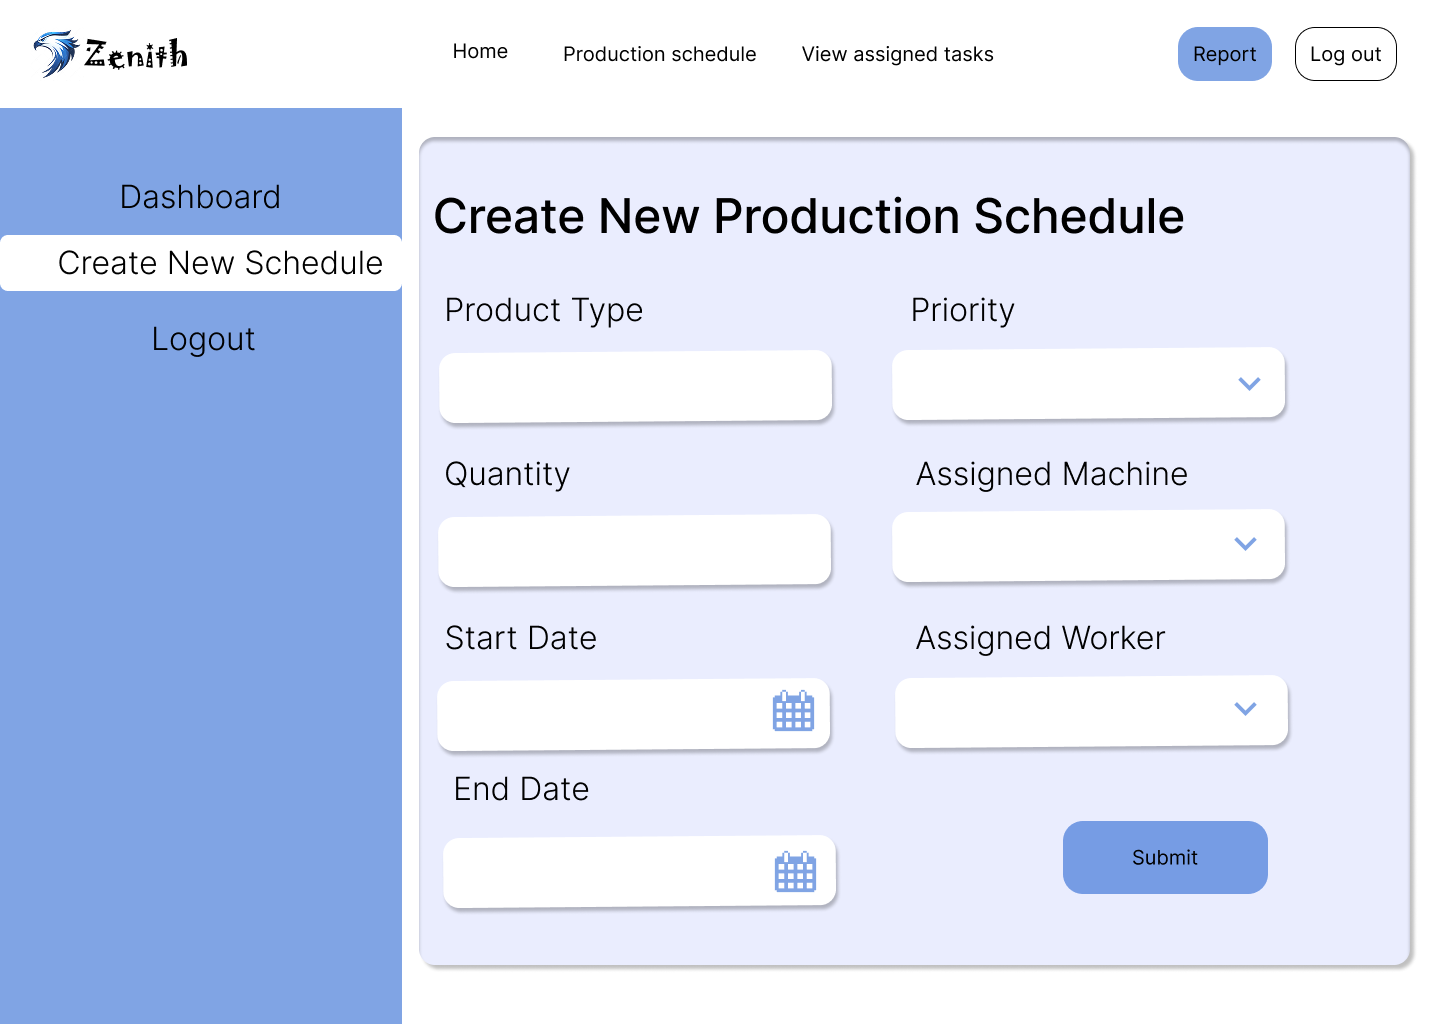 Zenith
Home
Production schedule
View assigned tasks
Report
Log out
Dashboard
Create New Schedule
Logout
Create New Production Schedule
Product Type
Priority
Quantity
Assigned Machine
Start Date
Assigned Worker
End Date
Submit